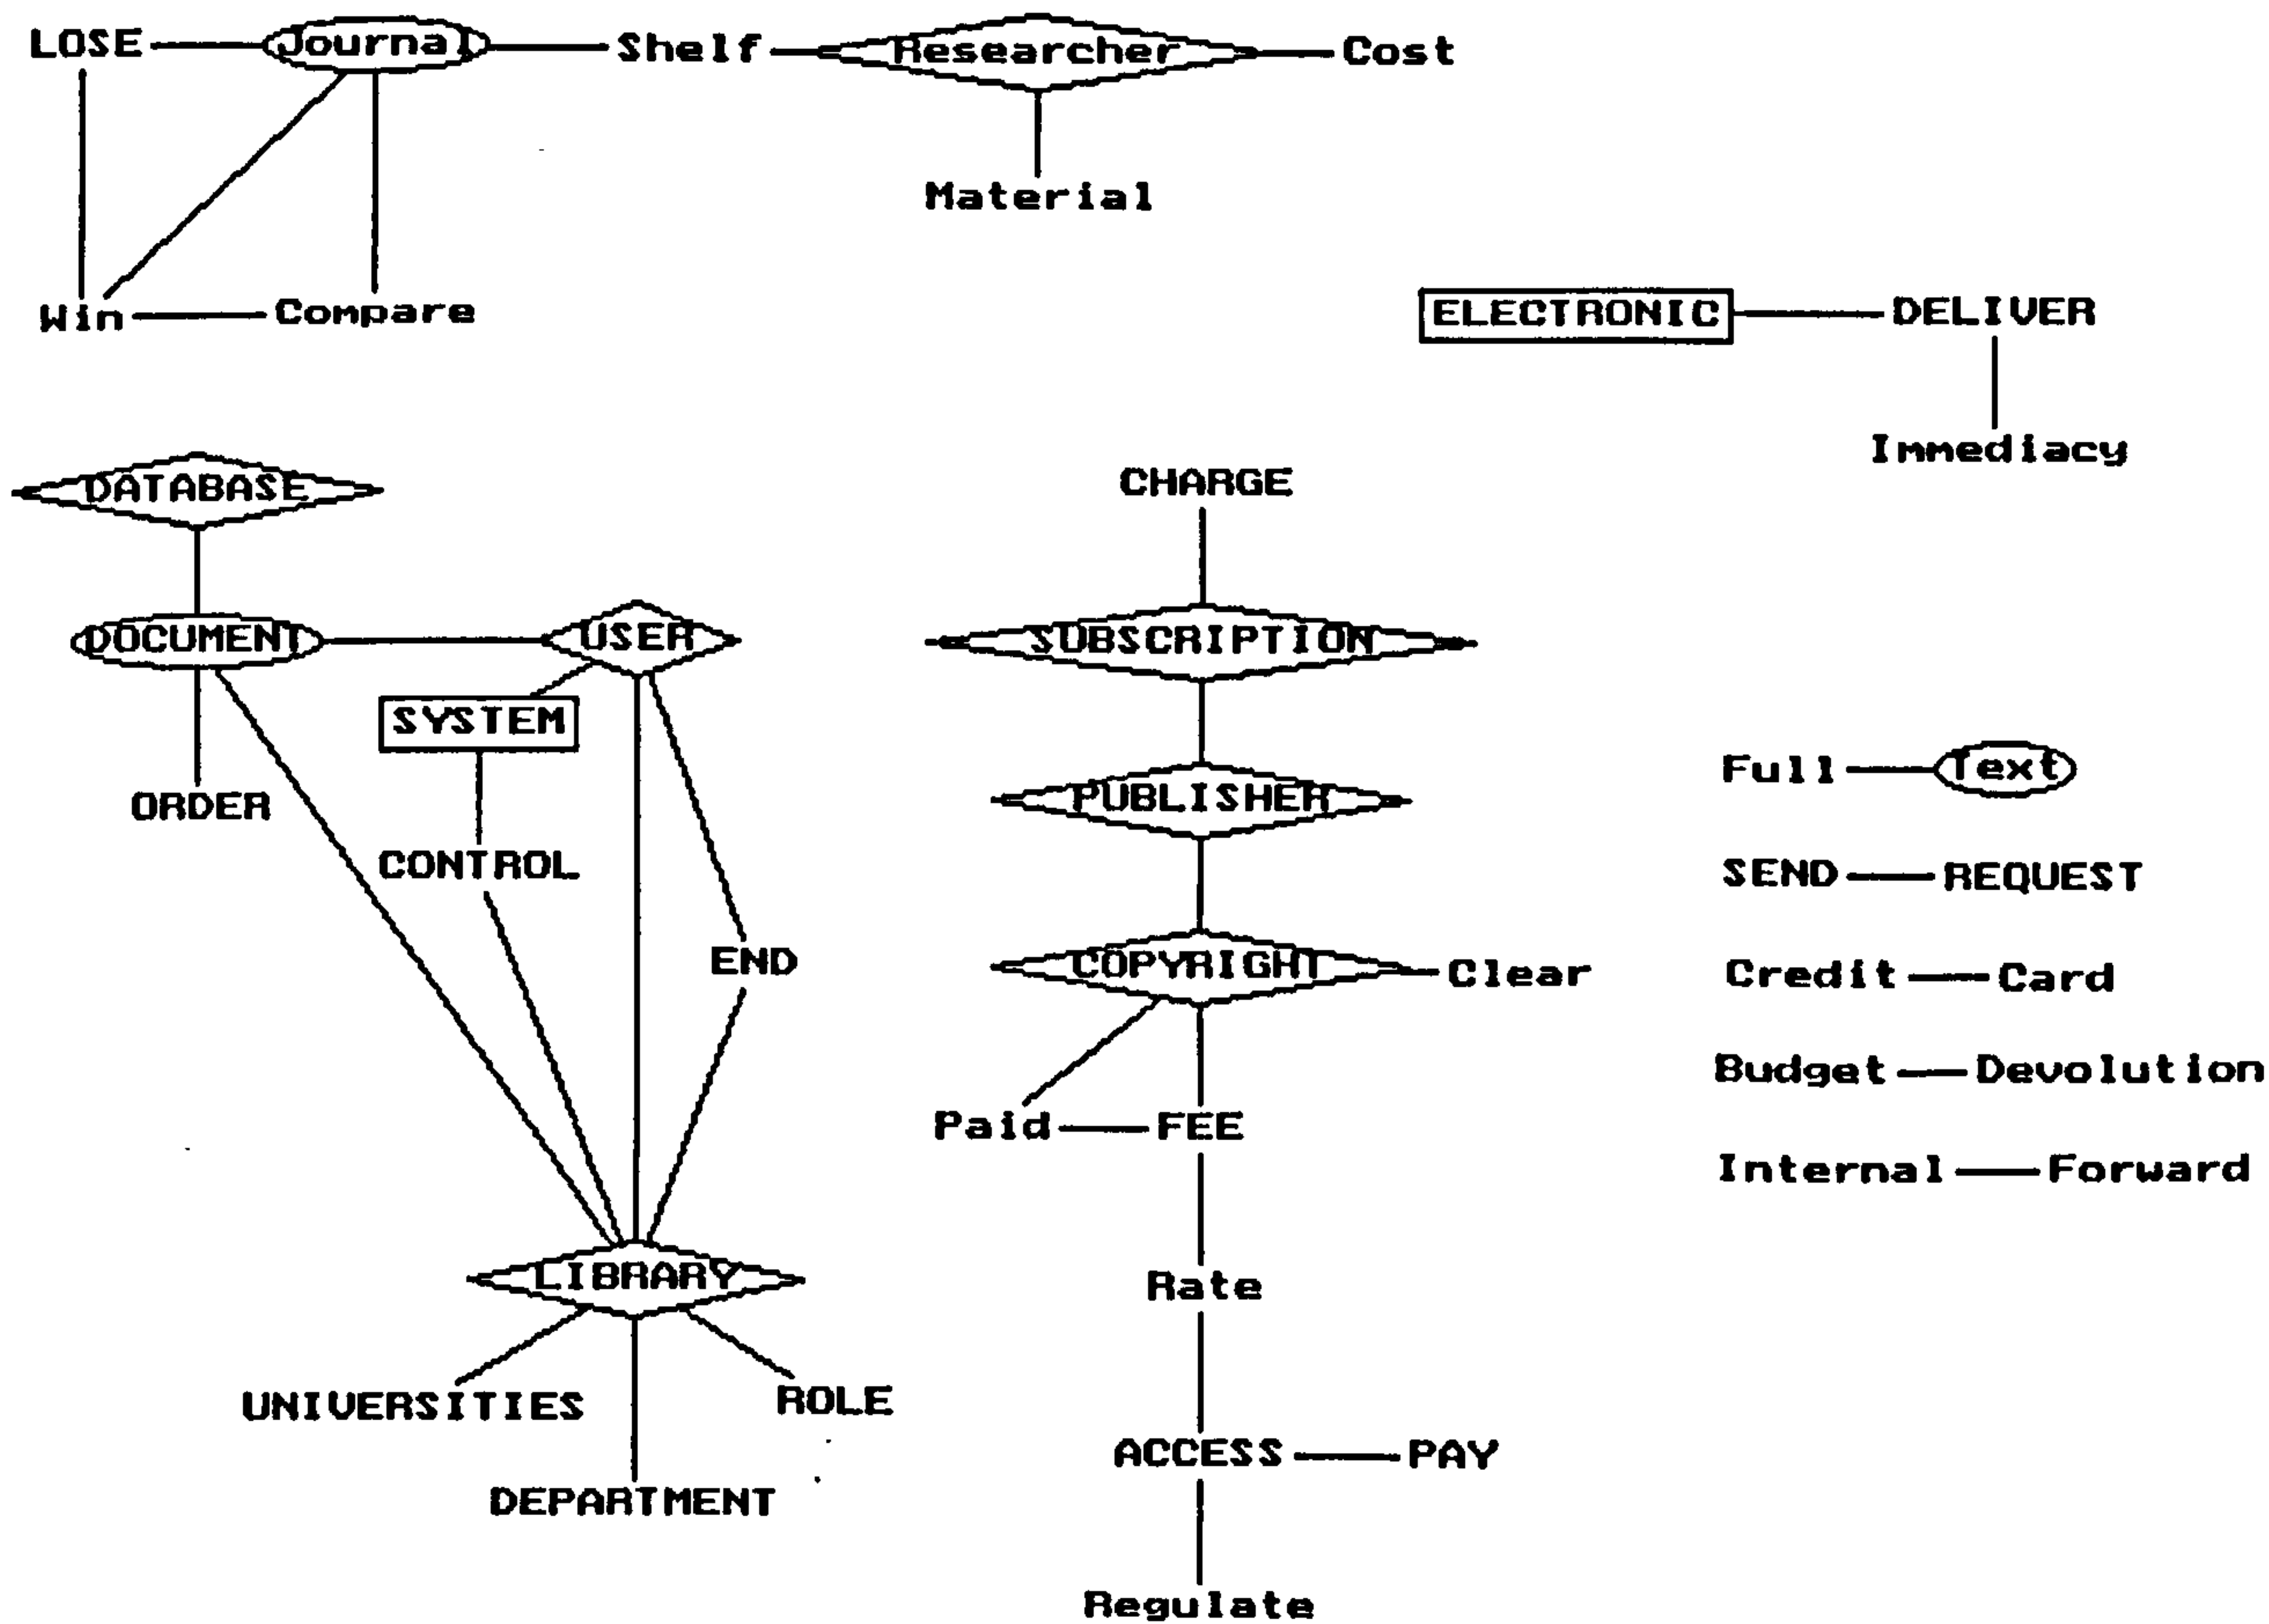 LOSE Journal Shelf Researcher Cost
Material
Win Compare
ELECTRONIC DELIVER
Immediacy
DATABASE
CHARGE
DOCUMENT USER
SUBSCRIPTION
SYSTEM
Full Text
ORDER
PUBLISHER
CONTROL
SEND REQUEST
END
COPYRIGHT Clear
Credit Card
Budget Devolution
Paid FEE
Internal Forward
LIBRARY
Rate
UNIVERSITIES ROLE
ACCESS PAY
DEPARTMENT
Regulate